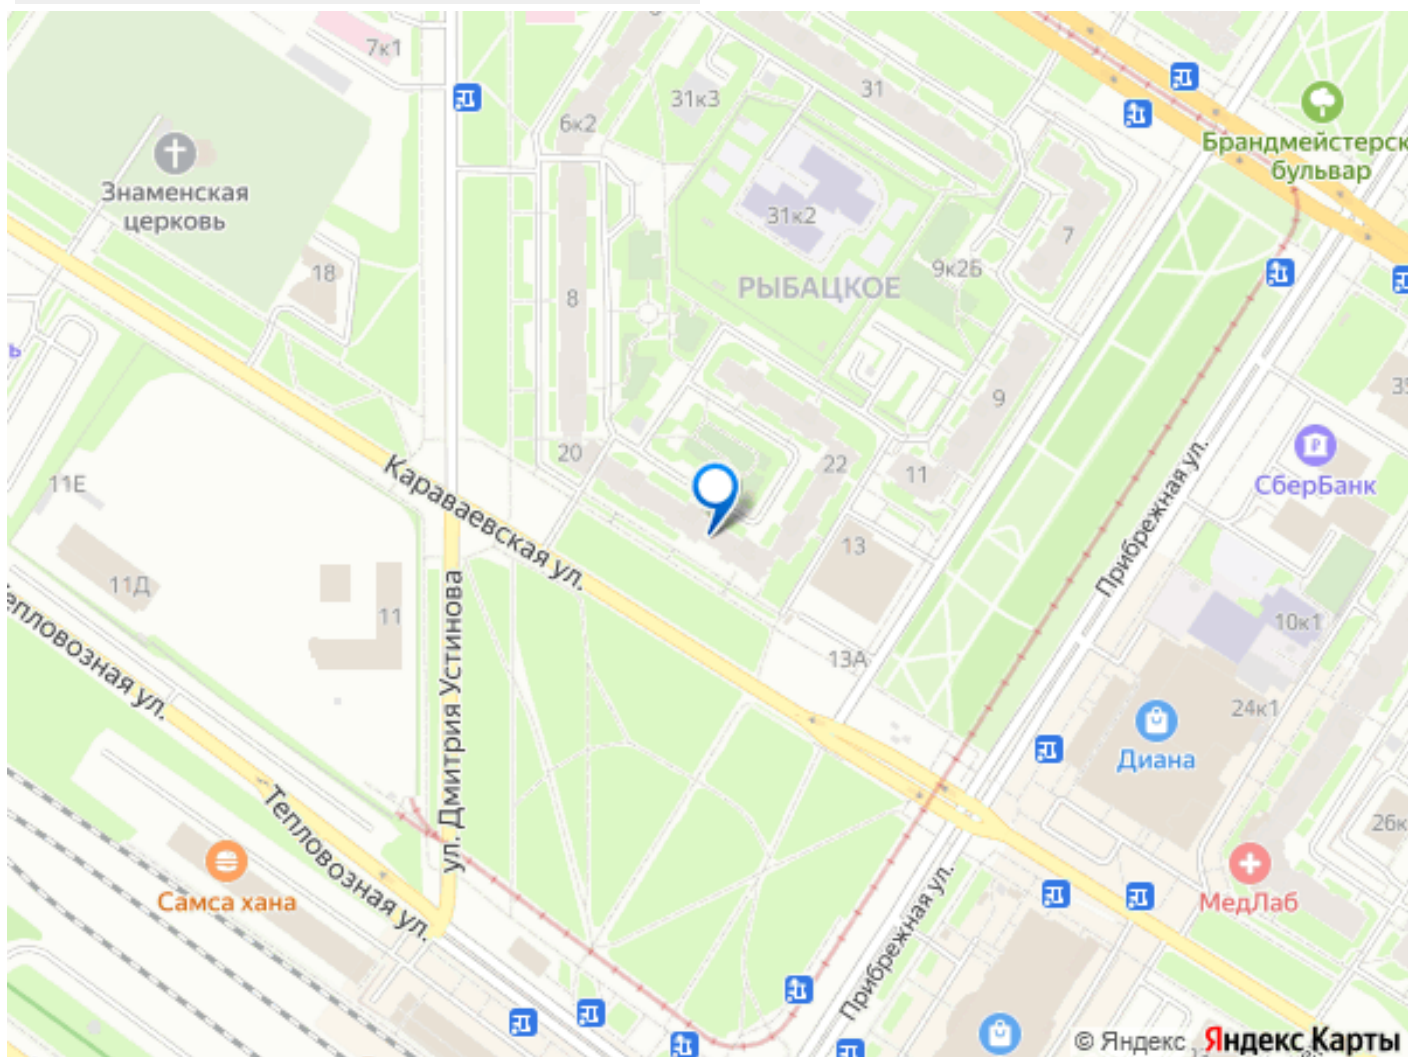 7к1
31к3
31
6к2
Брандмейстерск
бульвар
Знаменская
церковь
31к2
7
18
9к2Б
РЫБАЦКОЕ
8
9
20
22
11
СберБанк
11Е
Караваевская ул.
Прибрежная ул.
13
11Д
11
10к1
Тепловозная ул.
ул. Дмитрия Устинова
13А
24к1
Диана
26к
Тепловозная ул.
Самса хана
МедЛаб
Прибрежная ул.
© Яндекс Яндекс Карты